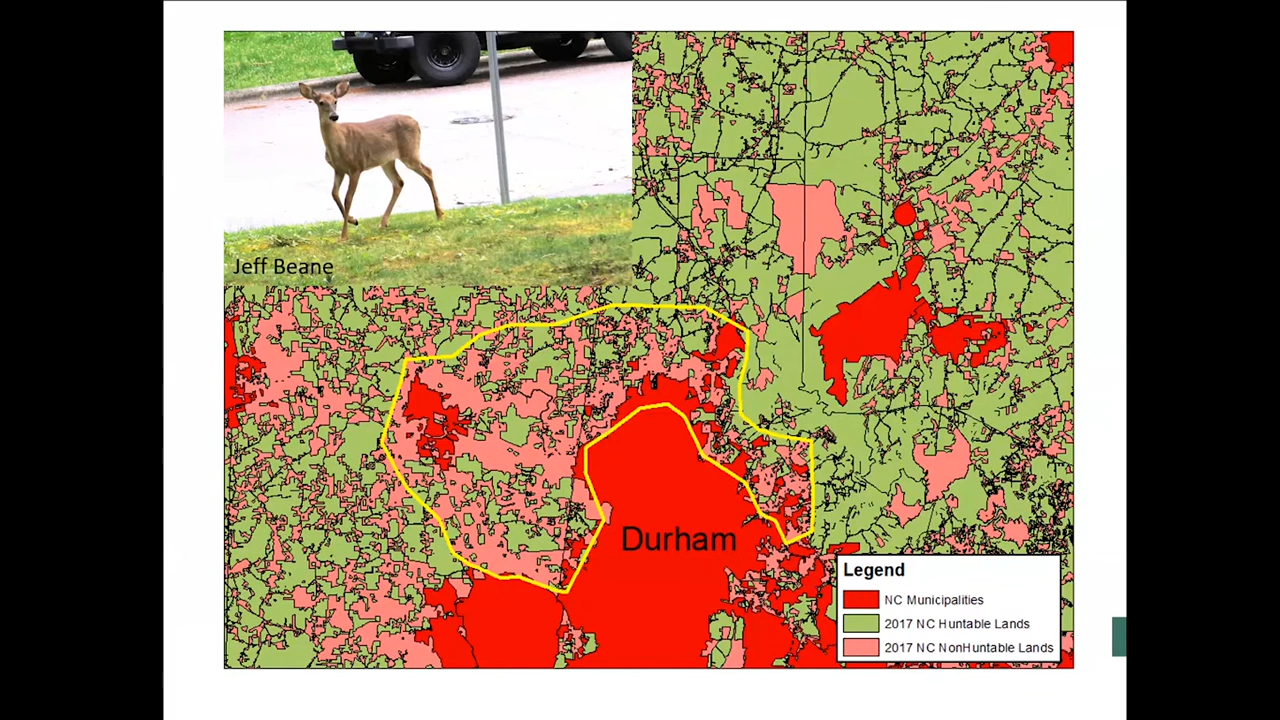 Jeff Beane
Durham
Legend
NC Municipalities
2017 NC Huntable Lands
2017 NC NonHuntable Lands